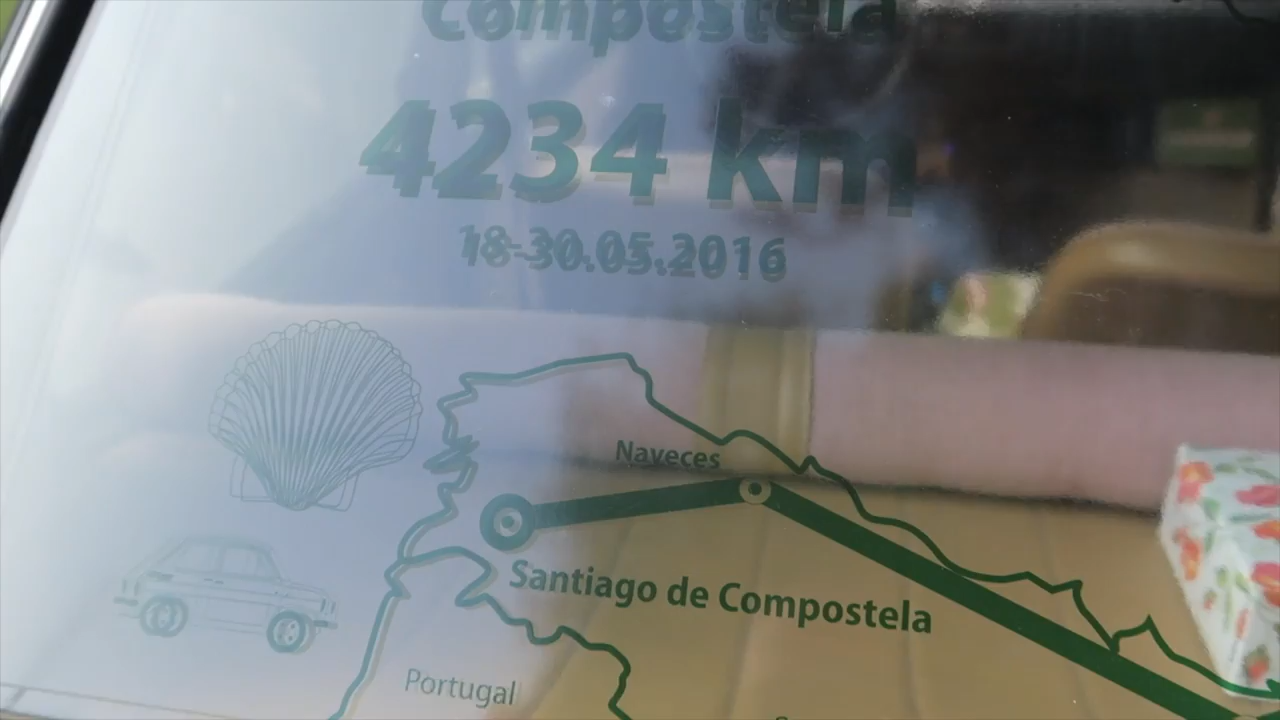 Compostela
4234 km
18-30.05.2016
Naveces
Santiago de Compostela
Portugal